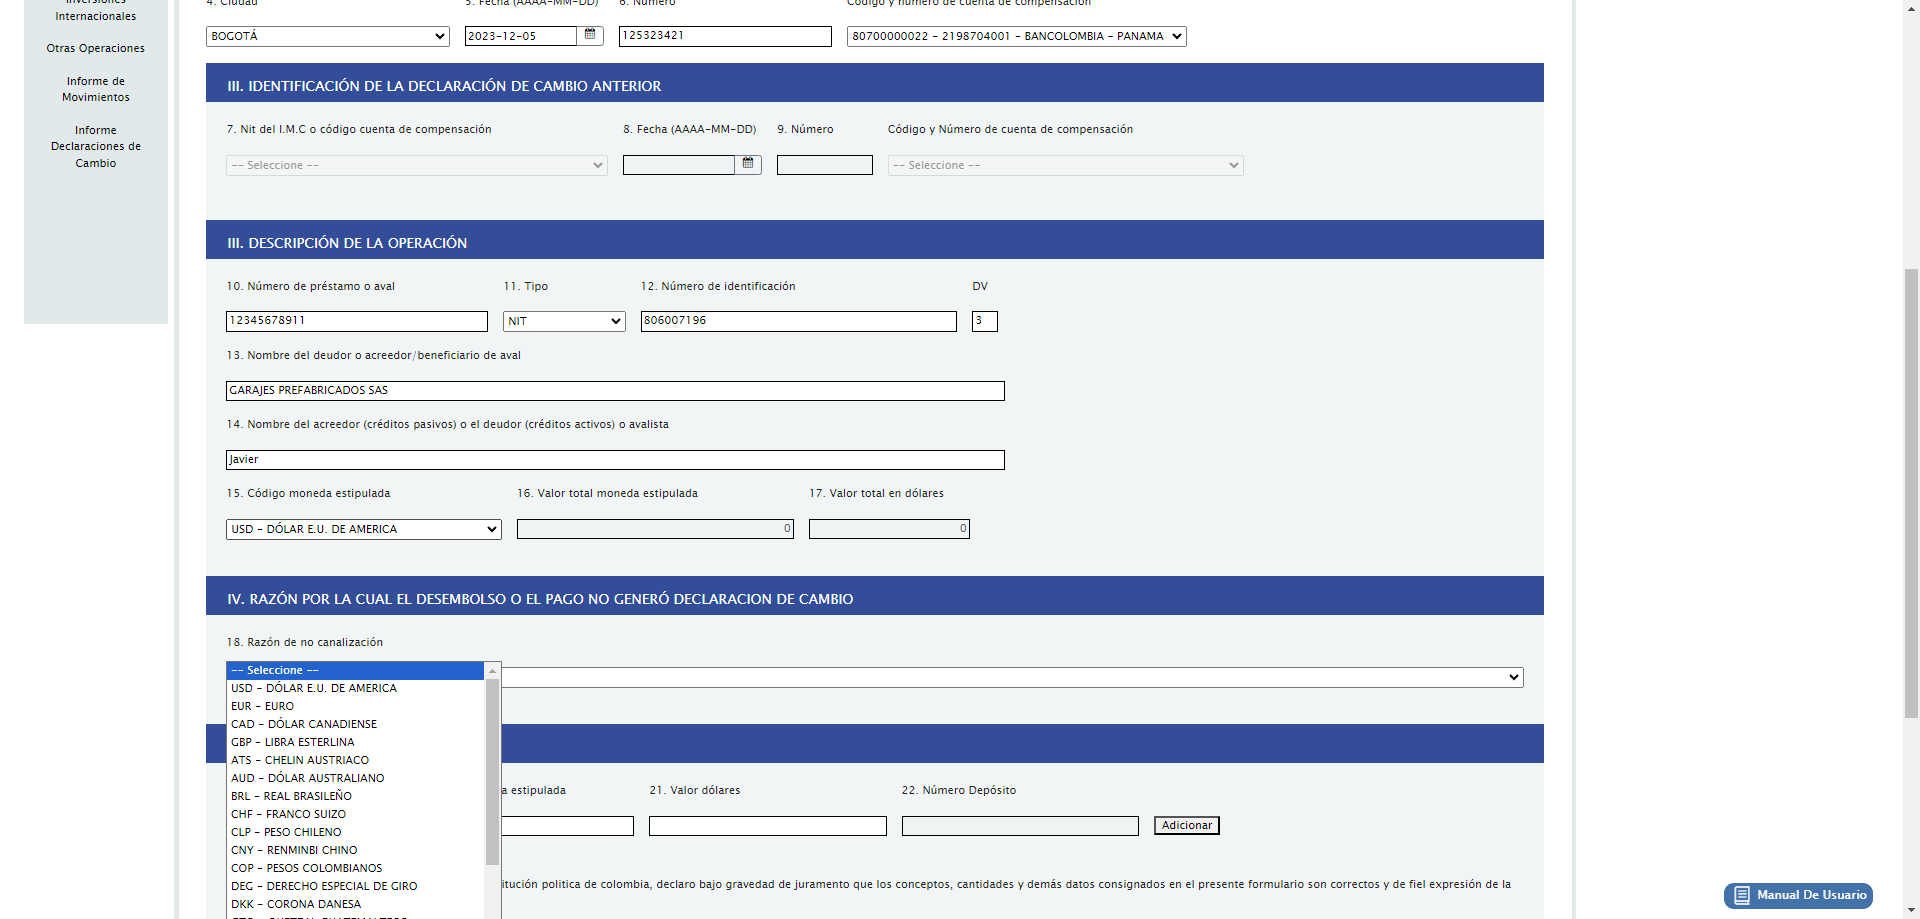 Internacionales
Otras Operaciones
Informe de
Movimientos
Informe
Declaraciones de
Cambio
4. Ciudad
5. Fecha (AAAA-MM-DD)
6. Número
Código y número de cuenta de compensación
BOGOTÁ
2023-12-05
125323421
80700000022 - 2198704001 - BANCOLOMBIA - PANAMA
III. IDENTIFICACIÓN DE LA DECLARACIÓN DE CAMBIO ANTERIOR
7. Nit del I.M.C o código cuenta de compensación
8. Fecha (AAAA-MM-DD)
9. Número
Código y Número de cuenta de compensación
-- Seleccione --
-- Seleccione --
III. DESCRIPCIÓN DE LA OPERACIÓN
10. Número de préstamo o aval
11. Tipo
12. Número de identificación
DV
12345678911
NIT
806007196
3
13. Nombre del deudor o acreedor/beneficiario de aval
GARAJES PREFABRICADOS SAS
14. Nombre del acreedor (créditos pasivos) o el deudor (créditos activos) o avalista
Javier
15. Código moneda estipulada
16. Valor total moneda estipulada
17. Valor total en dólares
USD - DÓLAR E.U. DE AMERICA
0
0
IV. RAZÓN POR LA CUAL EL DESEMBOLSO O EL PAGO NO GENERÓ DECLARACION DE CAMBIO
18. Razón de no canalización
-- Seleccione --
USD - DÓLAR E.U. DE AMERICA
EUR - EURO
CAD - DÓLAR CANADIENSE
GBP - LIBRA ESTERLINA
ATS - CHELIN AUSTRIACO
AUD - DÓLAR AUSTRALIANO
BRL - REAL BRASILEÑO
CHF - FRANCO SUIZO
CLP - PESO CHILENO
CNY - RENMINBI CHINO
COP - PESOS COLOMBIANOS
DEG - DERECHO ESPECIAL DE GIRO
DKK - CORONA DANESA
a estipulada
21. Valor dólares
22. Número Depósito
Adicionar
itución politica de colombia, declaro bajo gravedad de juramento que los conceptos, cantidades y demás datos consignados en el presente formulario son correctos y de fiel expresión de la
Manual De Usuario